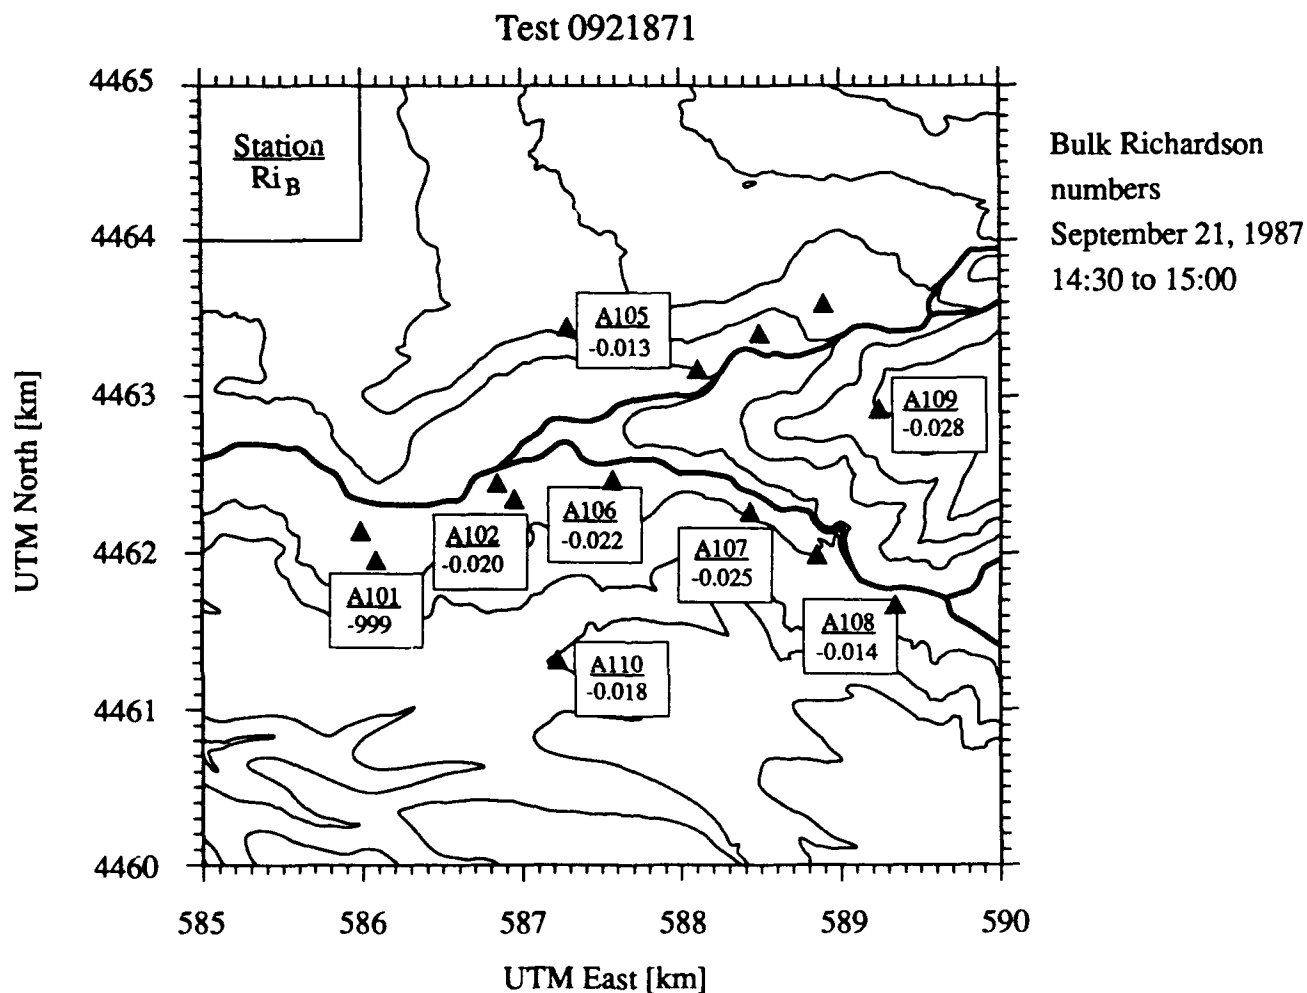 Test 0921871
4465
4464
4463
4462
4461
4460
UTM North [km]
Station
Ri B
A105
-0.013
A109
-0.028
A102
-0.020
A106
-0.022
A107
-0.025
A101
-999
A108
-0.014
A110
-0.018
585 586 587 588 589 590
UTM East [km]
Bulk Richardson
numbers
September 21, 1987
14:30 to 15:00